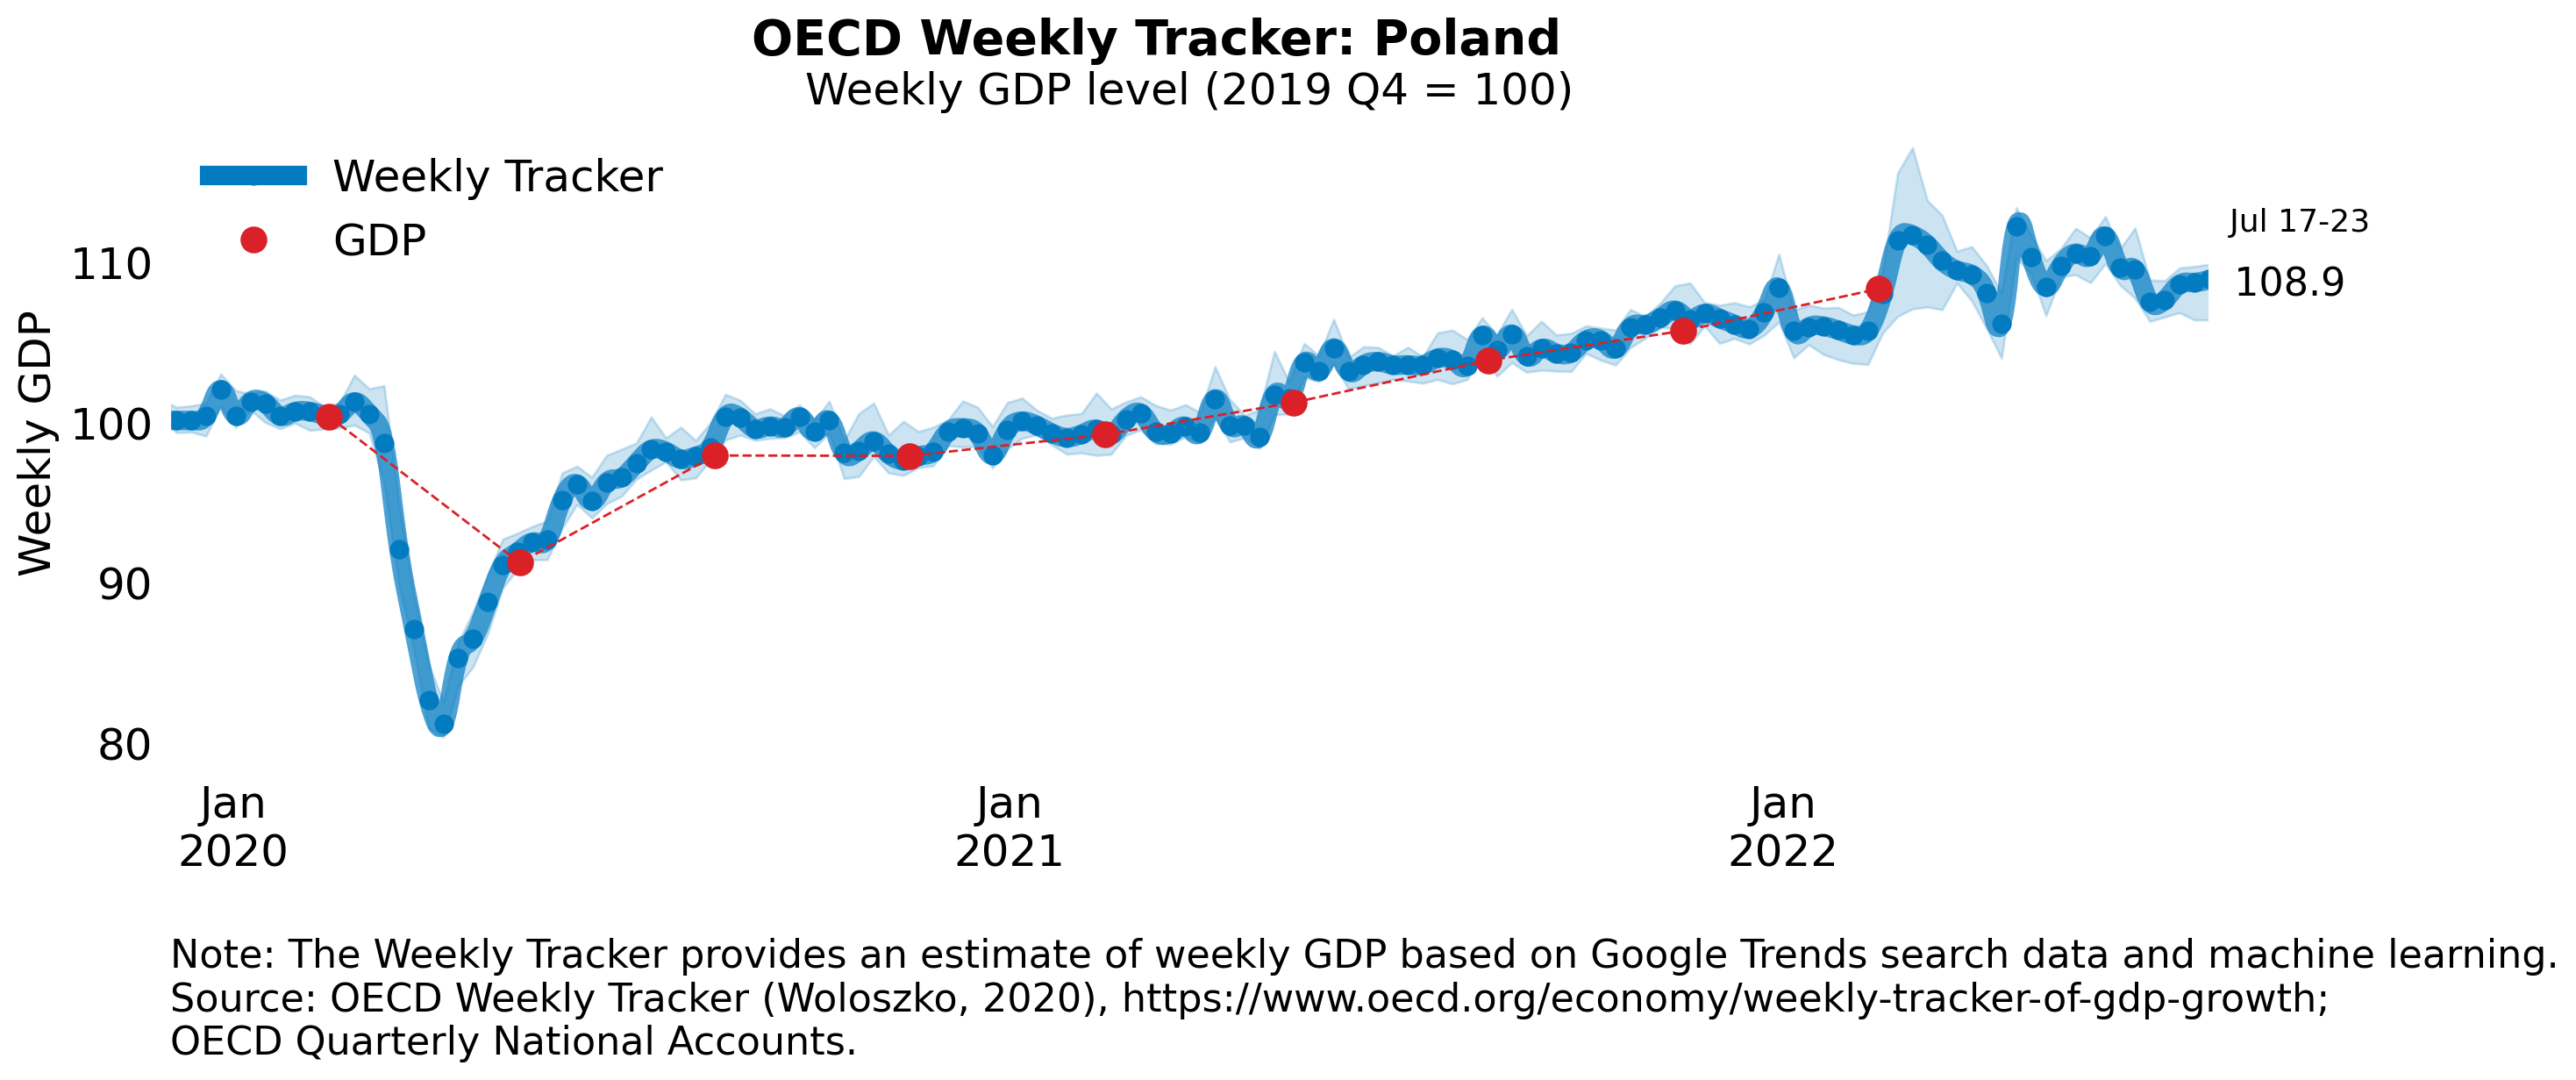 OECD Weekly Tracker: Poland
Weekly GDP level (2019 Q4 = 100)
Weekly Tracker
GDP
Weekly GDP
110
100
90
80
Jul 17-23
108.9
Jan
2020
Jan
2021
Jan
2022
Note: The Weekly Tracker provides an estimate of weekly GDP based on Google Trends search data and machine learning.
Source: OECD Weekly Tracker (Woloszko, 2020), https://www.oecd.org/economy/weekly-tracker-of-gdp-growth;
OECD Quarterly National Accounts.